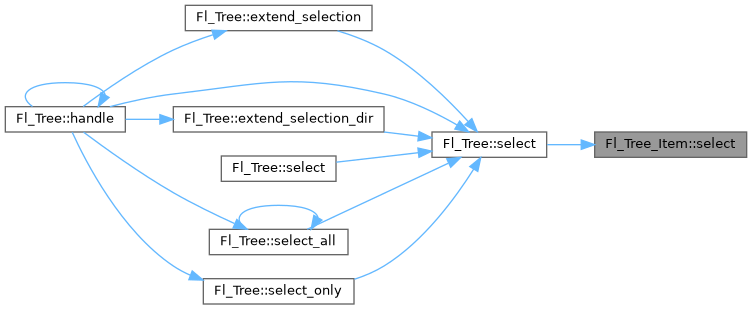 Fl_Tree::extend_selection
Fl_Tree::handle
Fl_Tree::extend_selection_dir
Fl_Tree::select
Fl_Tree_Item::select
Fl_Tree::select
Fl_Tree::select_all
Fl_Tree::select_only